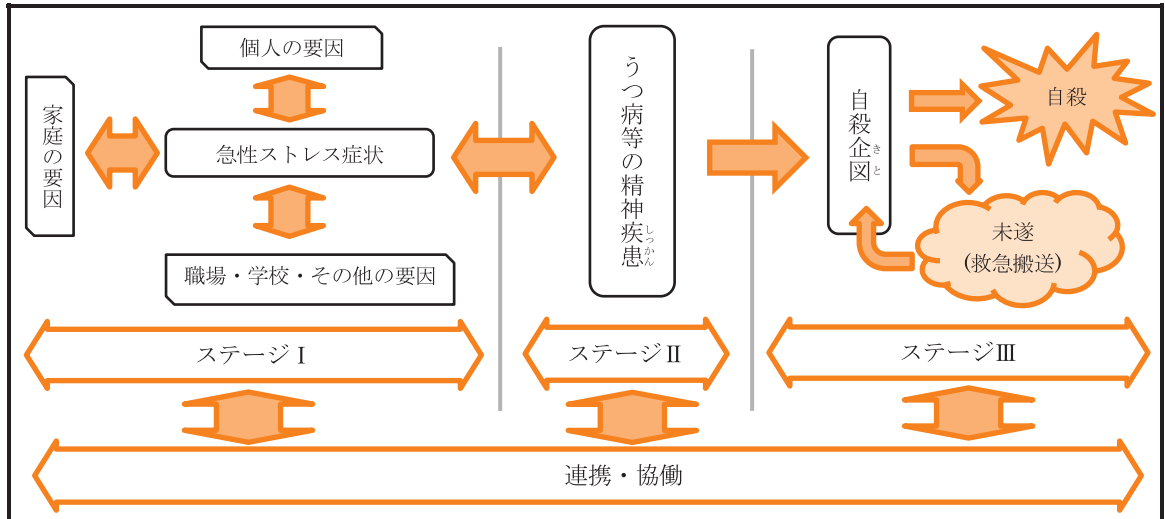 個人の要因
家庭の要因
急性ストレス症状
職場・学校・その他の要因
うつ病等の精神疾患
しっかん
自殺企図
きと
自殺
未遂
(救急搬送)
ステージⅠ
ステージⅡ
ステージⅢ
連携・協働